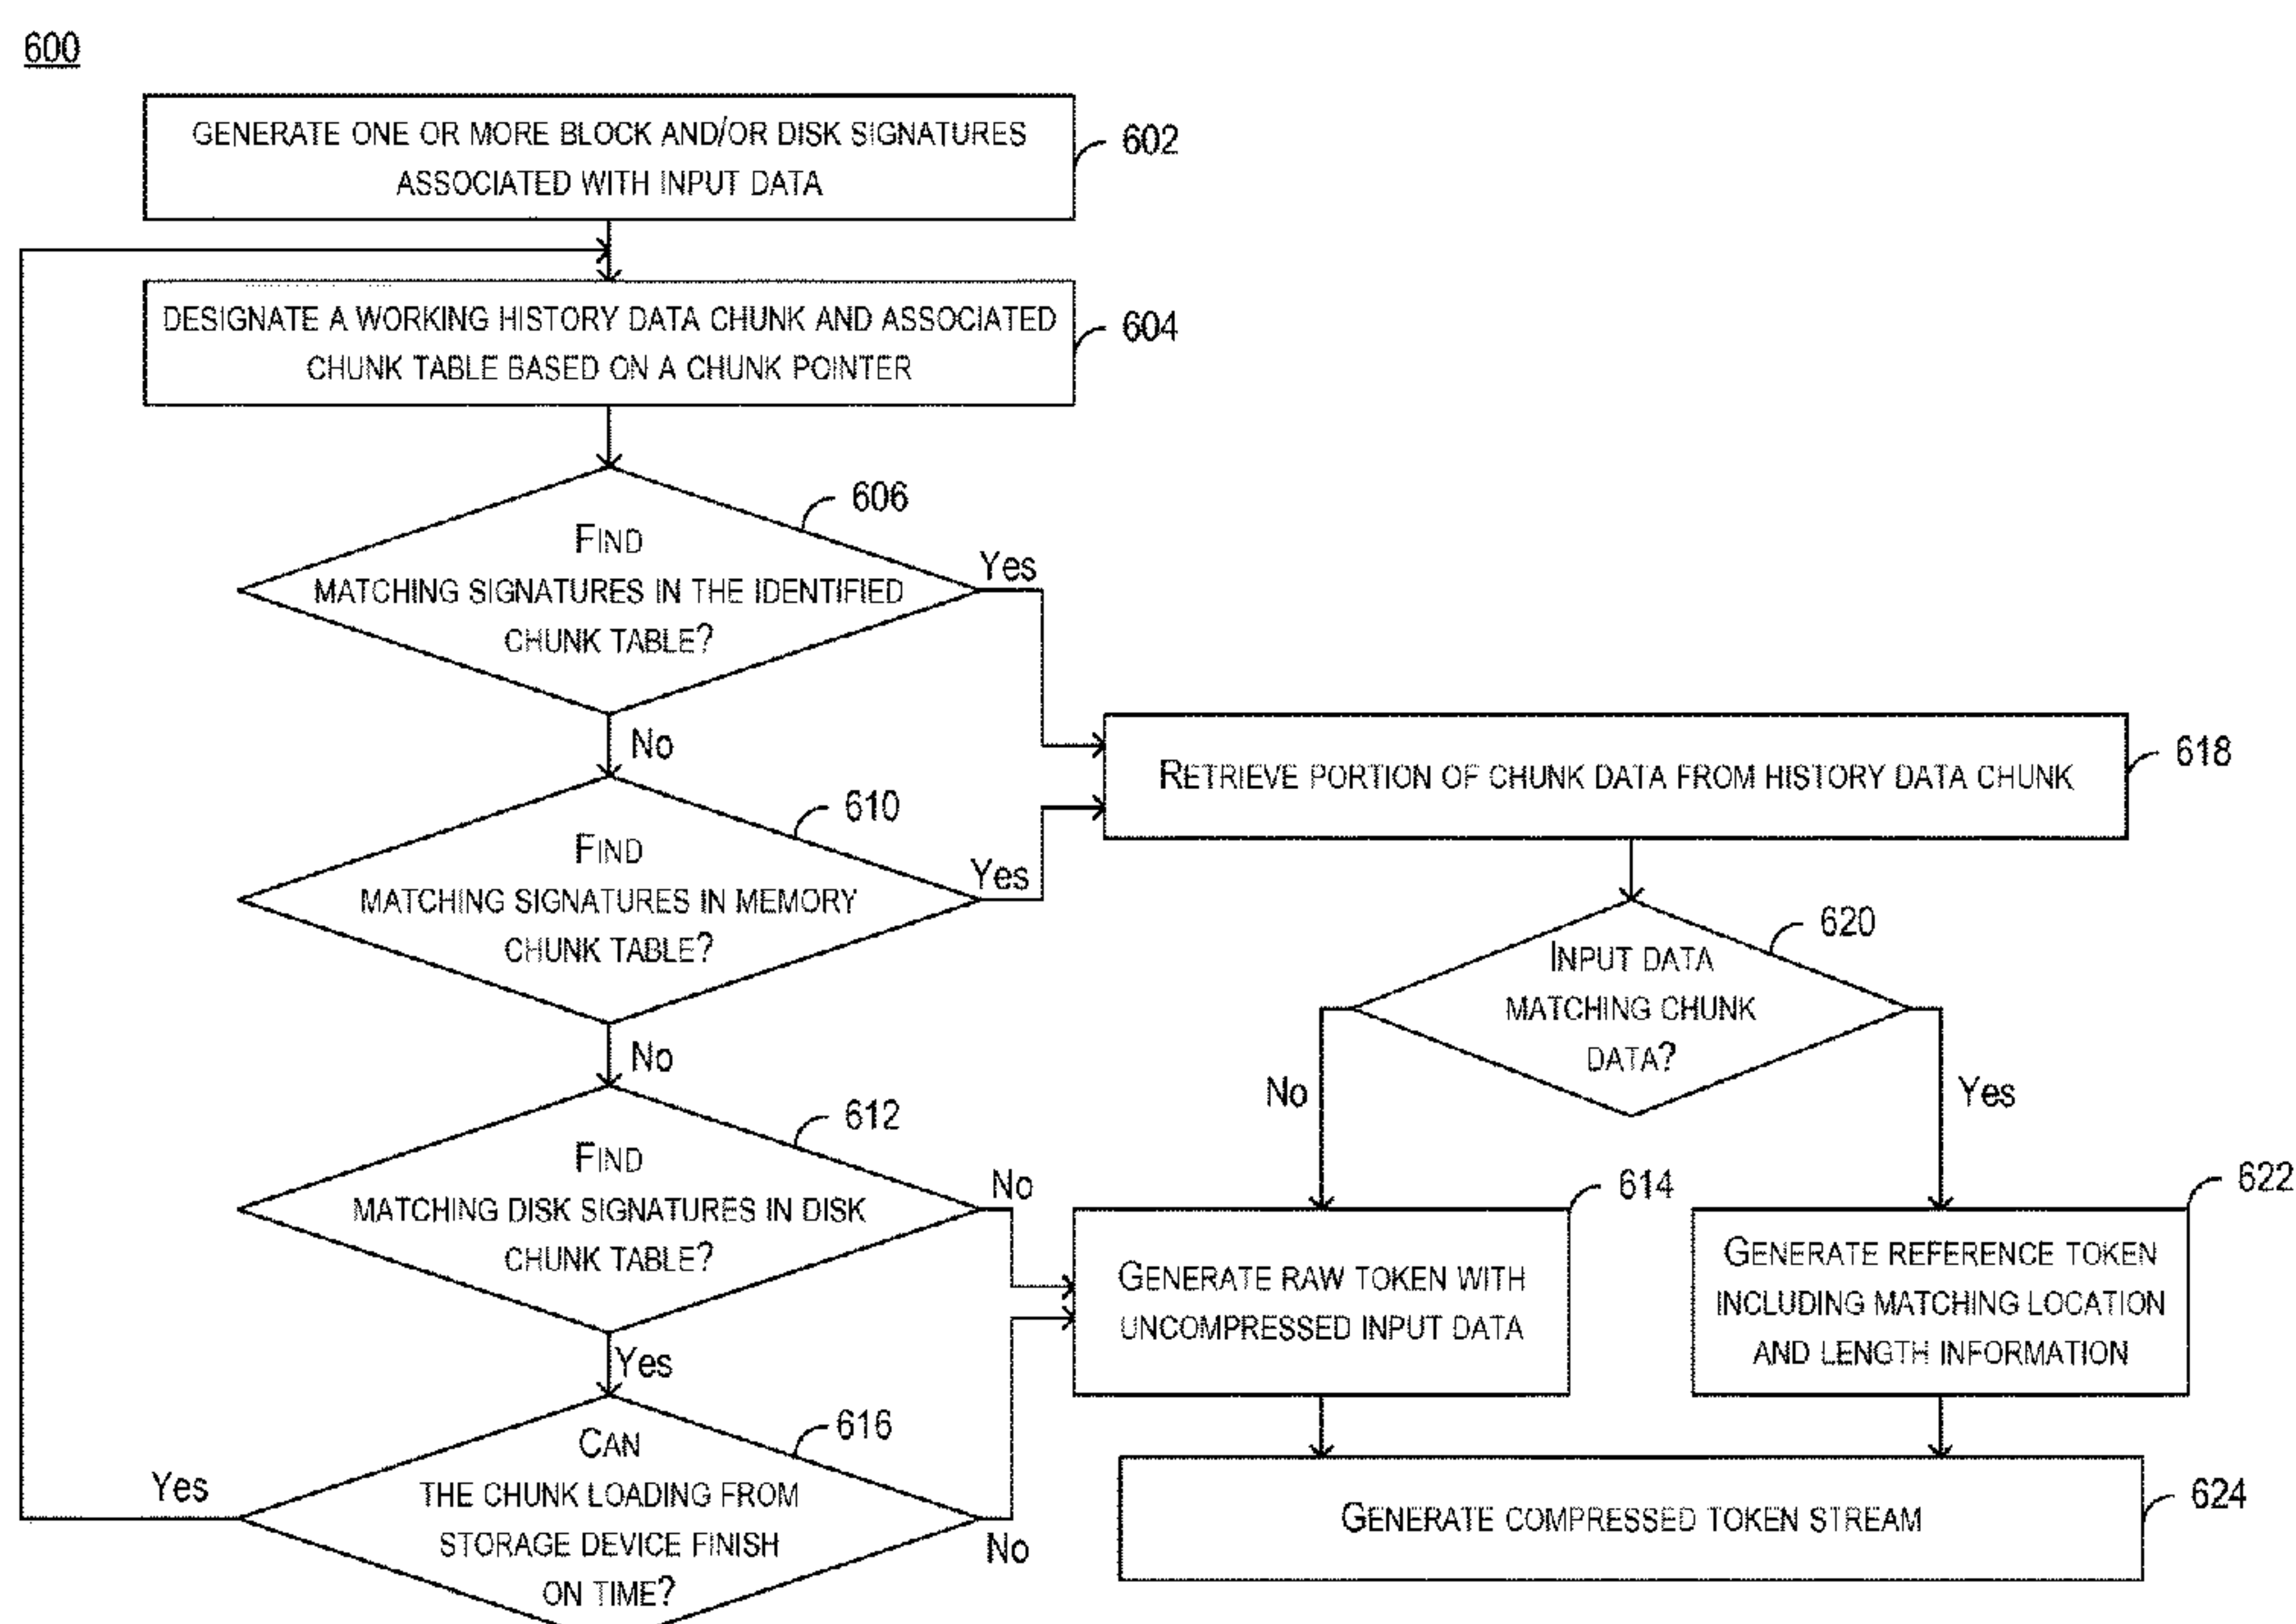 600
GENERATE ONE OR MORE BLOCK AND/OR DISK SIGNATURES
ASSOCIATED WITH INPUT DATA
602
DESIGNATE A WORKING HISTORY DATA CHUNK AND ASSOCIATED
CHUNK TABLE BASED ON A CHUNK POINTER
604
606
FIND
MATCHING SIGNATURES IN THE IDENTIFIED
CHUNK TABLE?
Yes
No
610
FIND
MATCHING SIGNATURES IN MEMORY
CHUNK TABLE?
Yes
No
612
FIND
MATCHING DISK SIGNATURES IN DISK
CHUNK TABLE?
No
Yes
616
CAN
THE CHUNK LOADING FROM
STORAGE DEVICE FINISH
ON TIME?
Yes
No
RETRIEVE PORTION OF CHUNK DATA FROM HISTORY DATA CHUNK
618
620
INPUT DATA
MATCHING CHUNK
DATA?
No
Yes
614
GENERATE RAW TOKEN WITH
UNCOMPRESSED INPUT DATA
622
GENERATE REFERENCE TOKEN
INCLUDING MATCHING LOCATION
AND LENGTH INFORMATION
GENERATE COMPRESSED TOKEN STREAM
624